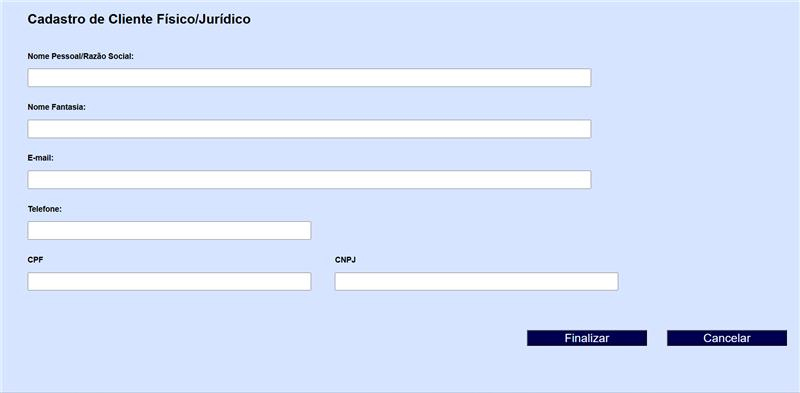 Cadastro de Cliente Físico/Jurídico
Nome Pessoal/Razão Social:
Nome Fantasia:
E-mail:
Telefone:
CPF CNPJ
Finalizar Cancelar